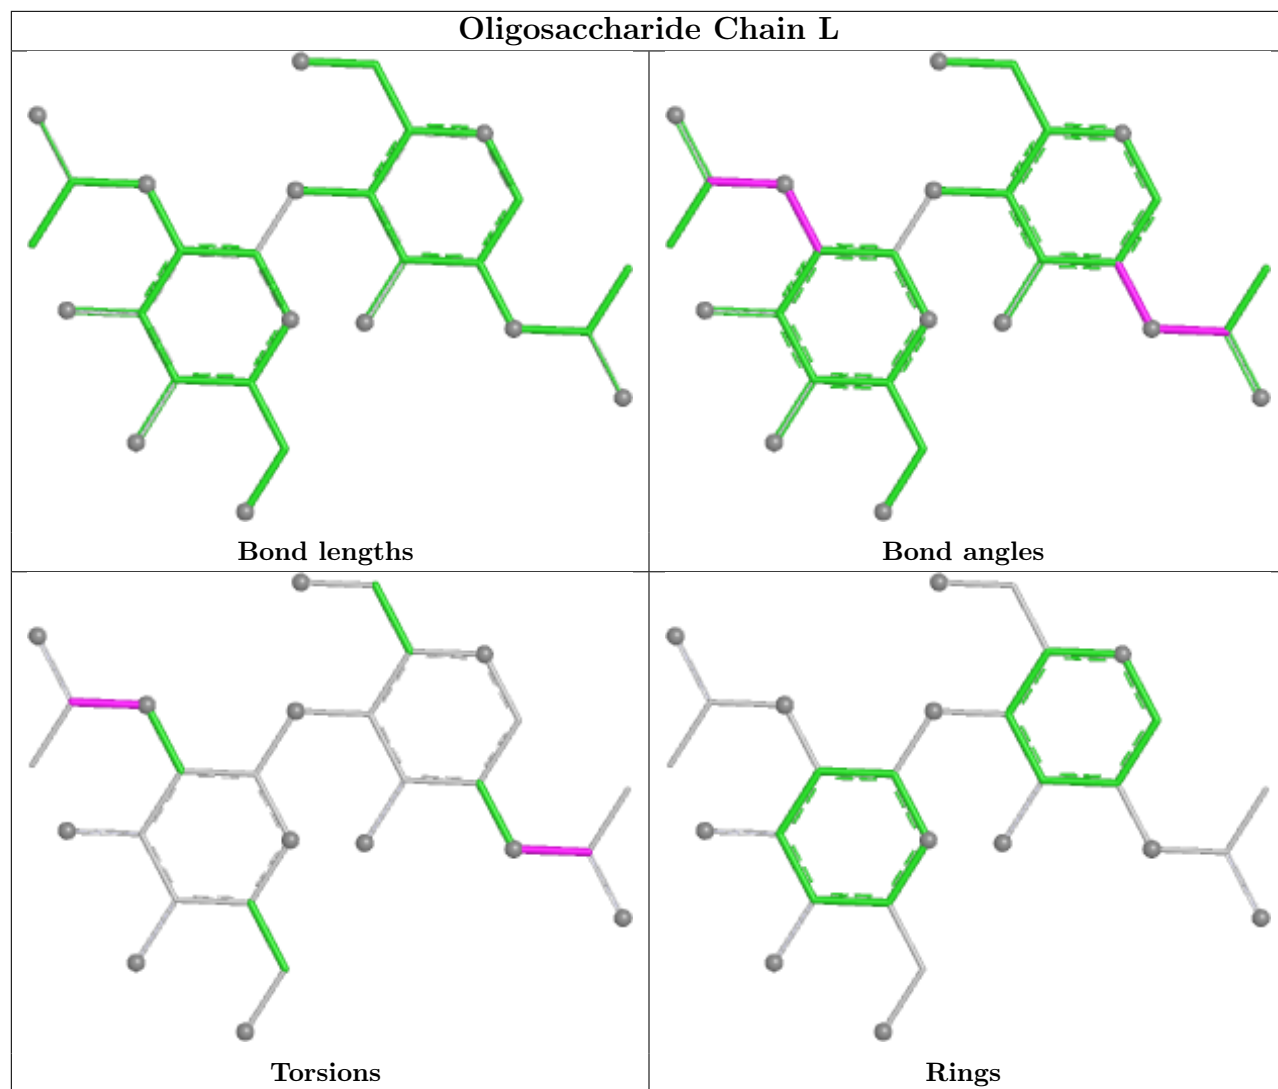 Oligosaccharide Chain L
Bond lengths
Bond angles
Torsions
Rings